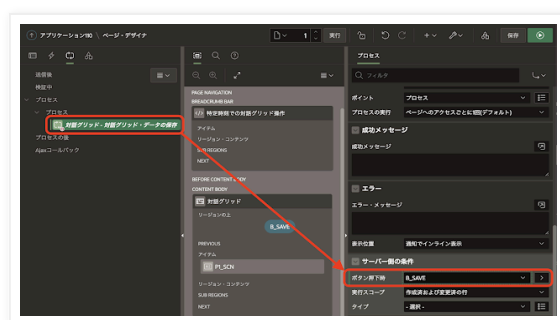 アプリケーション110 \ ページ・デザイナ
1
実行
保存
送信後
検証中
プロセス
プロセス
対話グリッド - 対話グリッド・データの保存
プロセスの後
Ajaxコールバック
PAGE NAVIGATION
BREADCRUMB BAR
特定時刻での対話グリッド操作
アイテム
リージョン・コンテンツ
SUB REGIONS
NEXT
BEFORE CONTENT BODY
CONTENT BODY
対話グリッド
リージョンの上
B_SAVE
PREVIOUS
アイテム
P1_SCN
リージョン・コンテンツ
SUB REGIONS
NEXT
プロセス
フィルタ
ポイント プロセス
プロセスの実行 ページへのアクセスごとに1回(デフォルト)
成功メッセージ
成功メッセージ
エラー
エラー・メッセージ
表示位置 通知でインライン表示
サーバー側の条件
ボタン押下時 B_SAVE
実行スコープ 作成済および変更済の行
タイプ - 選択 -